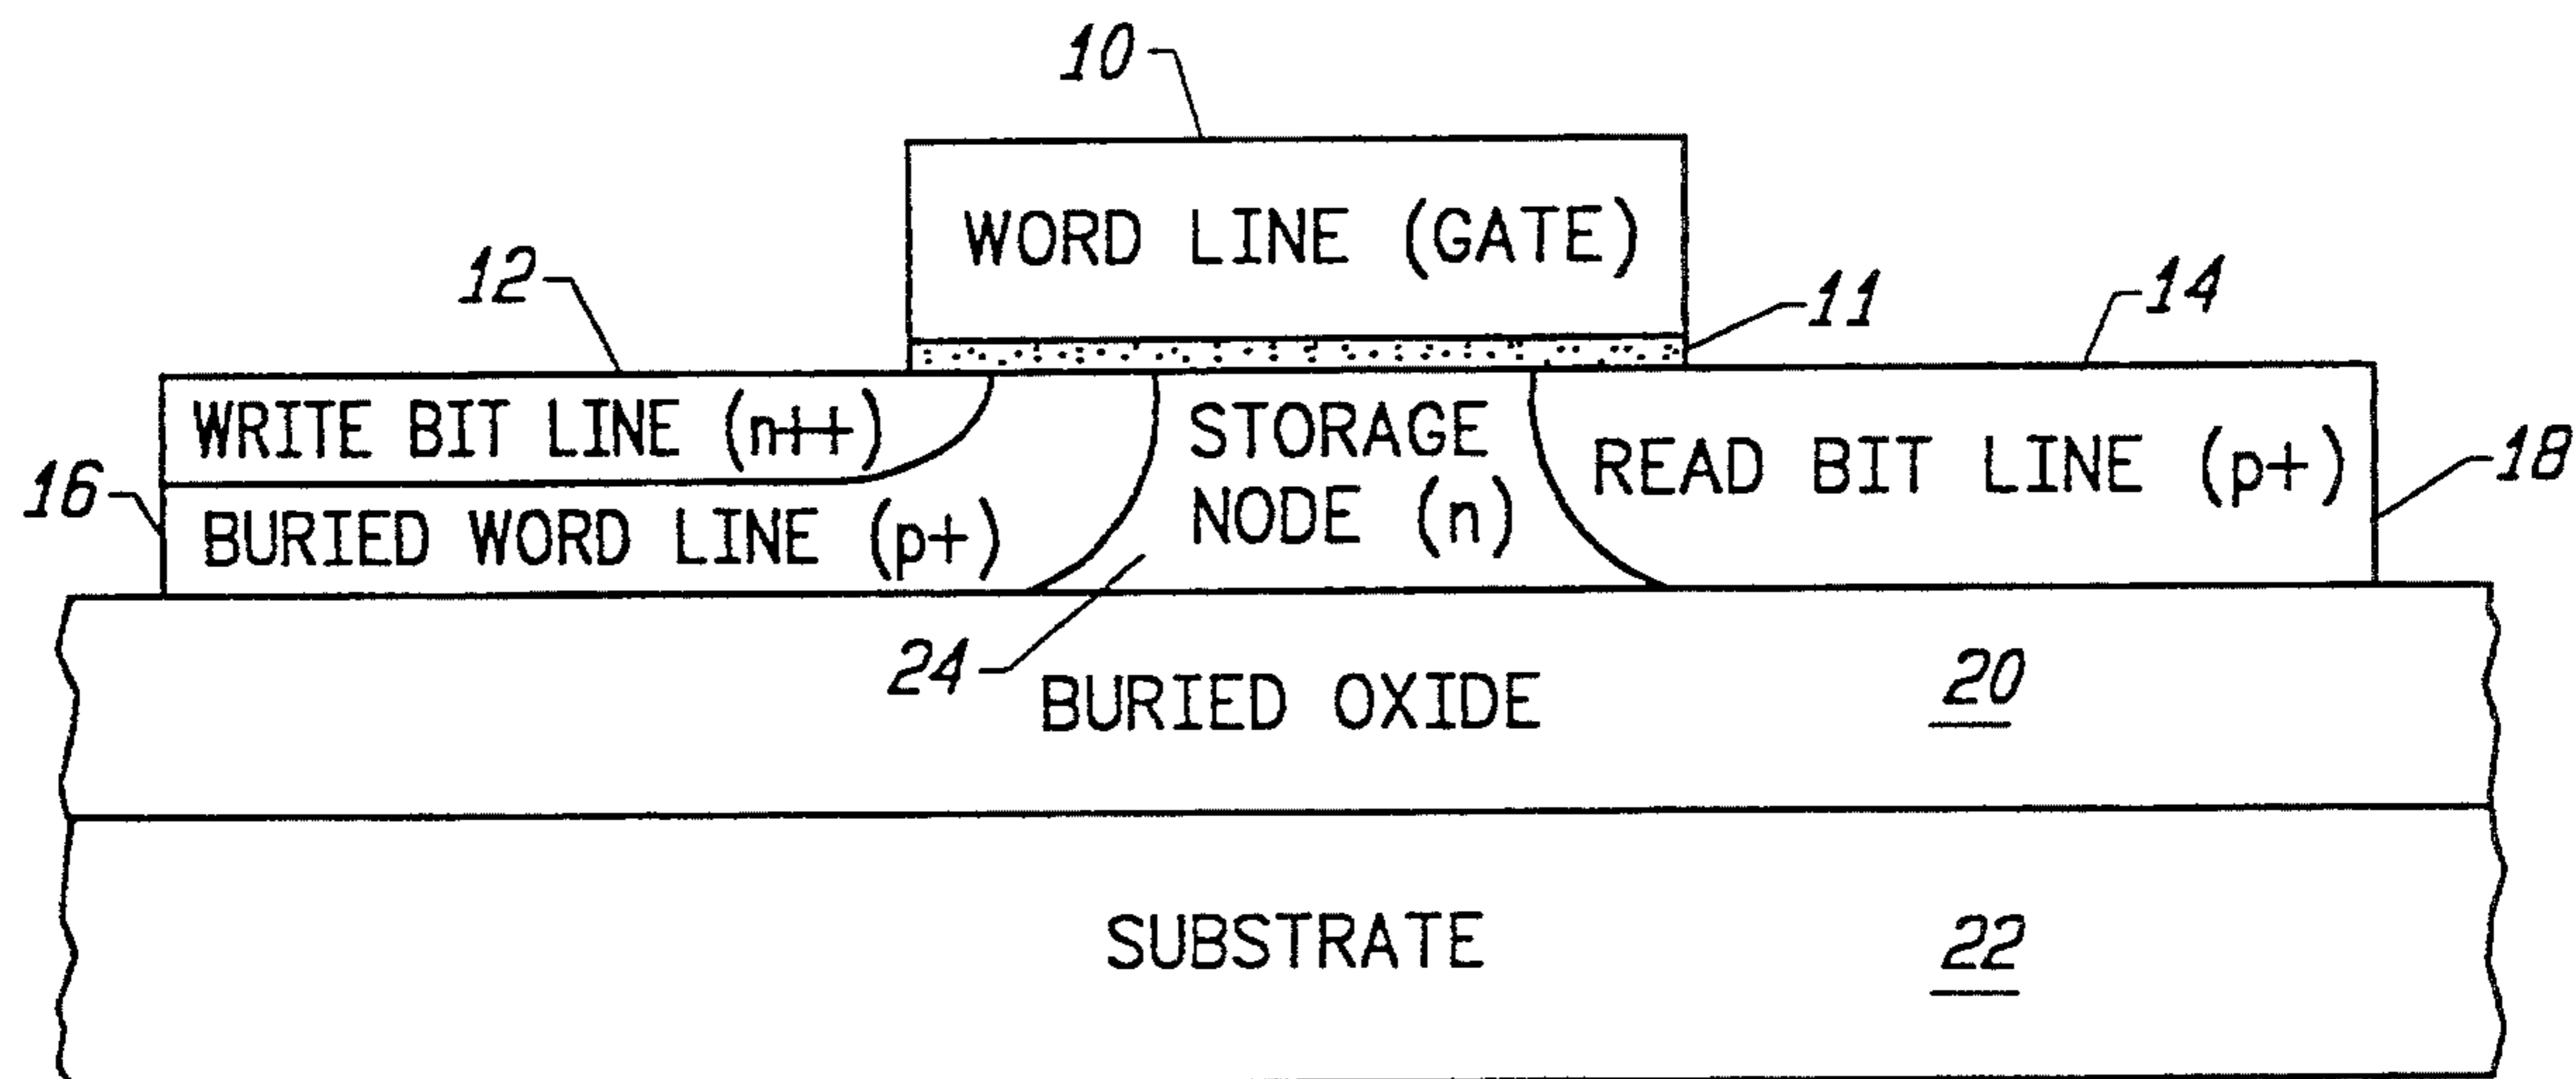 10
WORD LINE (GATE)
12
11
14
WRITE BIT LINE (n++)
STORAGE
NODE (n)
READ BIT LINE (p+)
16
18
BURIED WORD LINE (p+)
24
BURIED OXIDE
20
SUBSTRATE
22